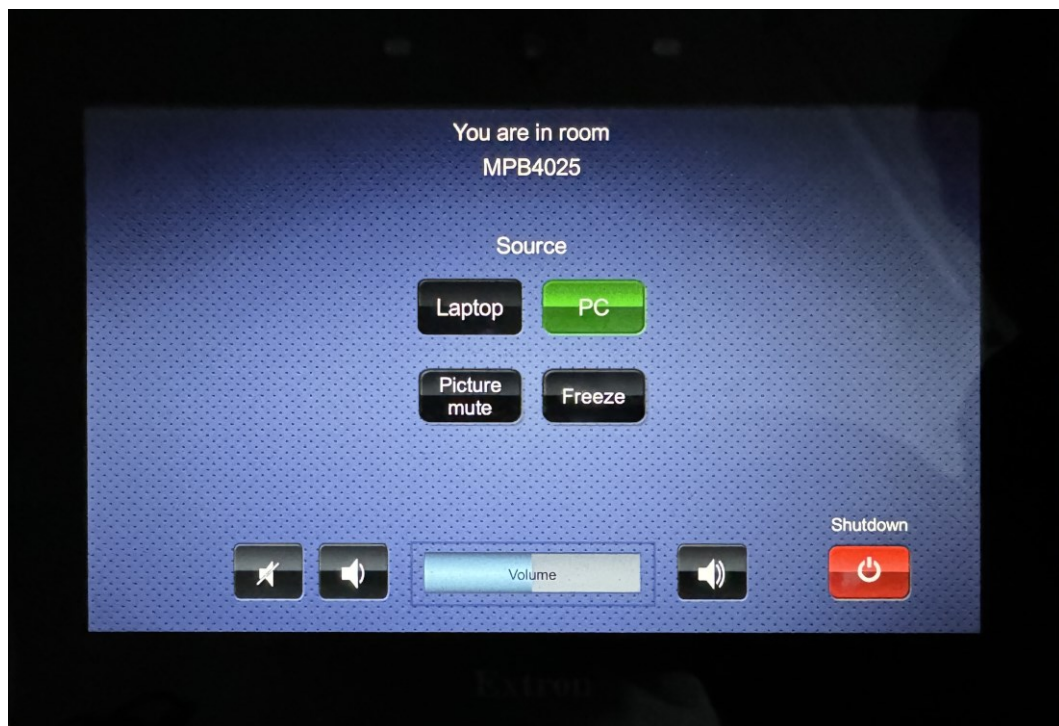 You are in room
MPB4025
Source
Laptop
PC
Picture
mute
Freeze
Shutdown
Volume
Extron